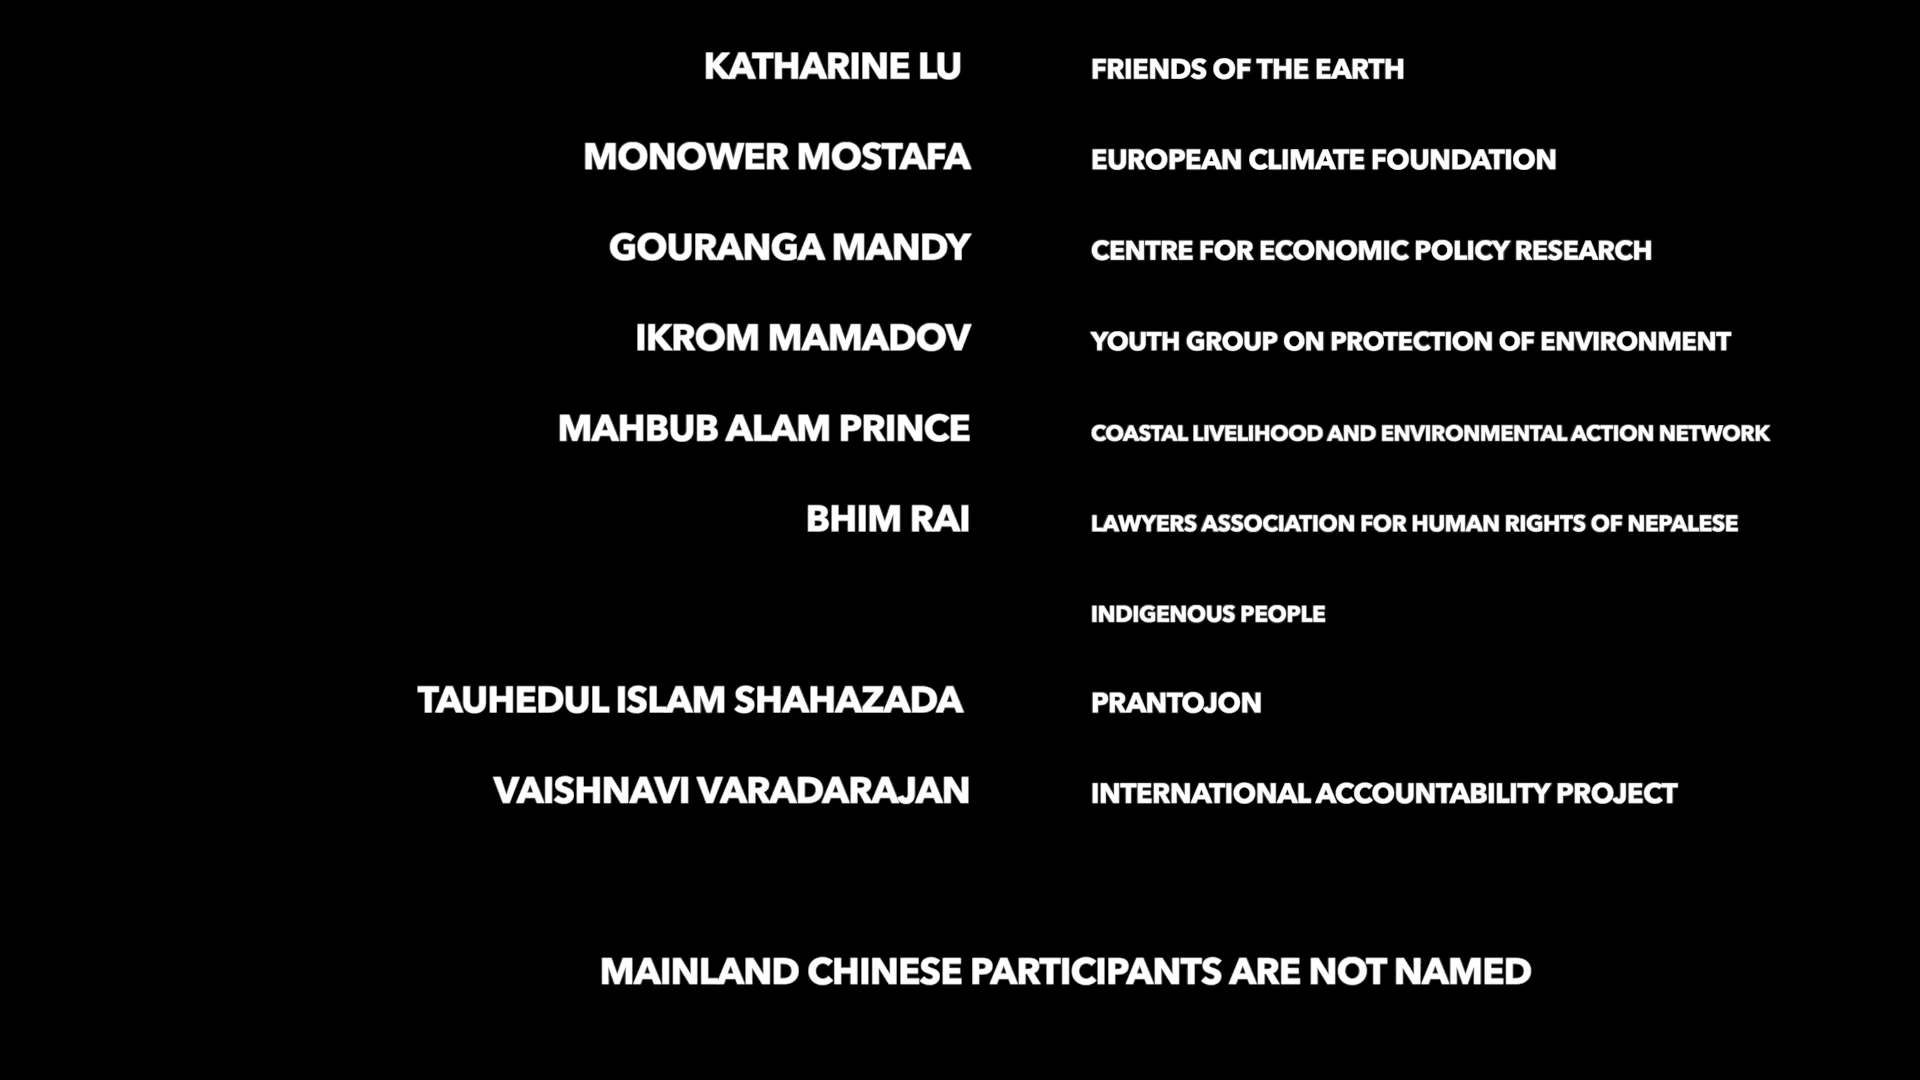 KATHARINE LU FRIENDS OF THE EARTH
MONOWER MOSTAFA EUROPEAN CLIMATE FOUNDATION
GOURANGA MANDY CENTRE FOR ECONOMIC POLICY RESEARCH
IKROM MAMADOV YOUTH GROUP ON PROTECTION OF ENVIRONMENT
MAHBUB ALAM PRINCE COASTAL LIVELIHOOD AND ENVIRONMENTAL ACTION NETWORK
BHIM RAI LAWYERS ASSOCIATION FOR HUMAN RIGHTS OF NEPALESE
INDIGENOUS PEOPLE
TAUHEDUL ISLAM SHAHAZADA PRANTOJON
VAISHNAVI VARADARAJAN INTERNATIONAL ACCOUNTABILITY PROJECT
MAINLAND CHINESE PARTICIPANTS ARE NOT NAMED